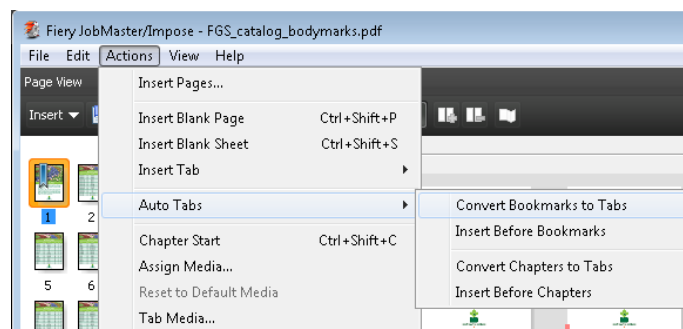 Fiery JobMaster/Impose - FGS_catalog_bodymarks.pdf
File Edit Actions View Help
Page View
Insert
Insert Pages...
Insert Blank Page Ctrl+Shift+P
Insert Blank Sheet Ctrl+Shift+S
Insert Tab
Auto Tabs
Convert Bookmarks to Tabs
Insert Before Bookmarks
Convert Chapters to Tabs
Insert Before Chapters
Chapter Start Ctrl+Shift+C
Assign Media...
Reset to Default Media
Tab Media...
1 2
5 6